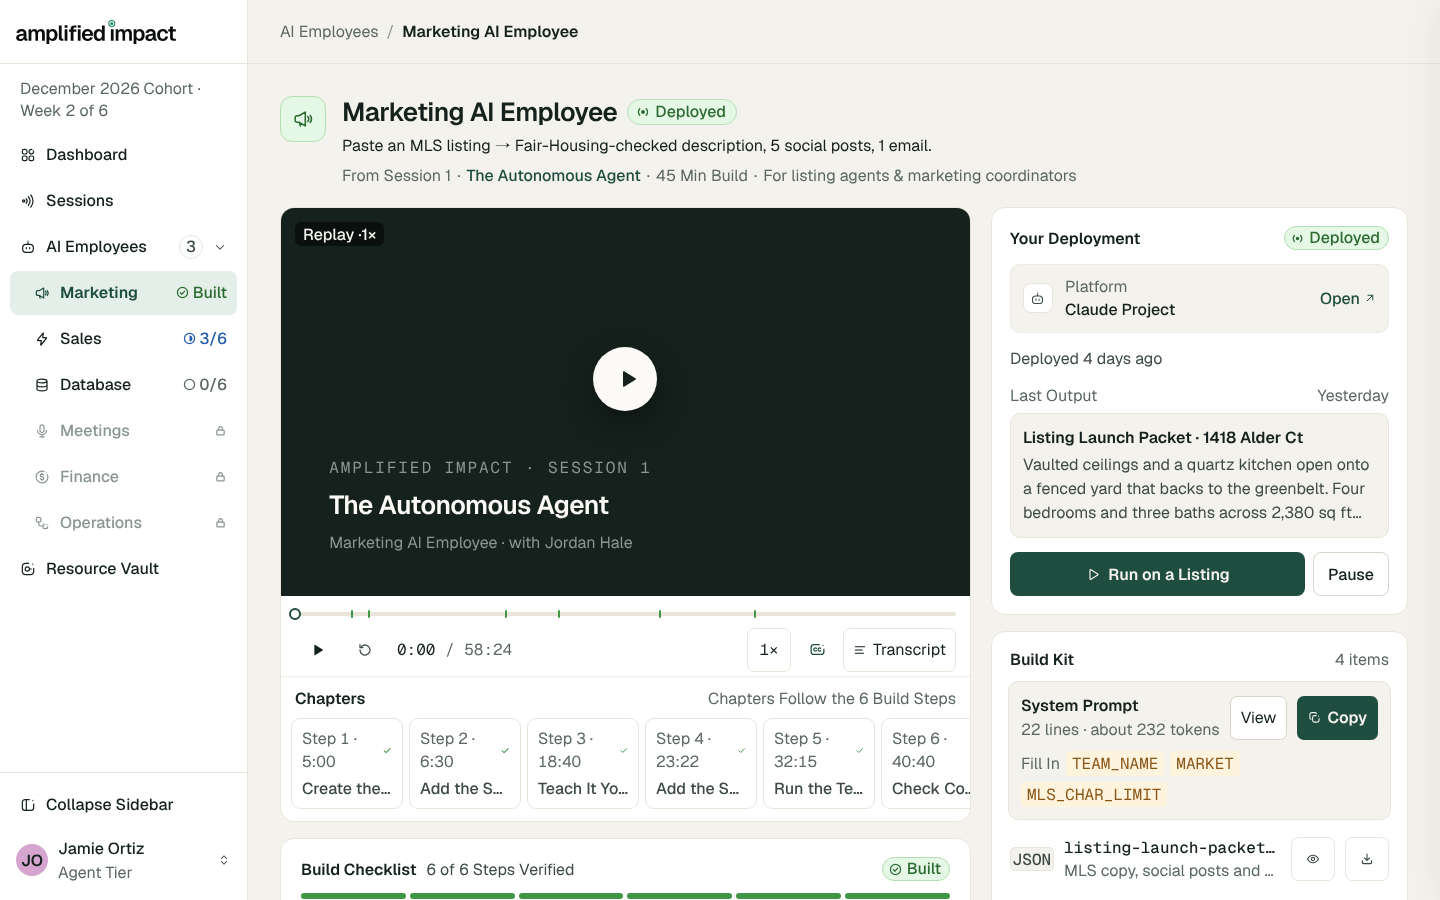 amplified impact
December 2026 Cohort ·
Week 2 of 6
Dashboard
Sessions
AI Employees 3
Marketing Built
Sales 3/6
Database 0/6
Meetings
Finance
Operations
Resource Vault
Collapse Sidebar
JO
Jamie Ortiz
Agent Tier
AI Employees / Marketing AI Employee
Marketing AI Employee Deployed
Paste an MLS listing → Fair-Housing-checked description, 5 social posts, 1 email.
From Session 1 · The Autonomous Agent · 45 Min Build · For listing agents & marketing coordinators
Replay ·1×
AMPLIFIED IMPACT · SESSION 1
The Autonomous Agent
Marketing AI Employee · with Jordan Hale
0:00 / 58:24
1×
CC
Transcript
Chapters
Chapters Follow the 6 Build Steps
Step 1 ·
5:00
Create the…
Step 2 ·
6:30
Add the S…
Step 3 ·
18:40
Teach It Yo…
Step 4 ·
23:22
Add the S…
Step 5 ·
32:15
Run the Te…
Step 6 ·
40:40
Check Co…
Build Checklist 6 of 6 Steps Verified
Built
Your Deployment
Deployed
Platform
Claude Project
Open ↗
Deployed 4 days ago
Last Output
Yesterday
Listing Launch Packet · 1418 Alder Ct
Vaulted ceilings and a quartz kitchen open onto
a fenced yard that backs to the greenbelt. Four
bedrooms and three baths across 2,380 sq ft…
Run on a Listing
Pause
Build Kit
4 items
System Prompt
22 lines · about 232 tokens
View
Copy
Fill In TEAM_NAME MARKET
MLS_CHAR_LIMIT
JSON
listing-launch-packet…
MLS copy, social posts and …